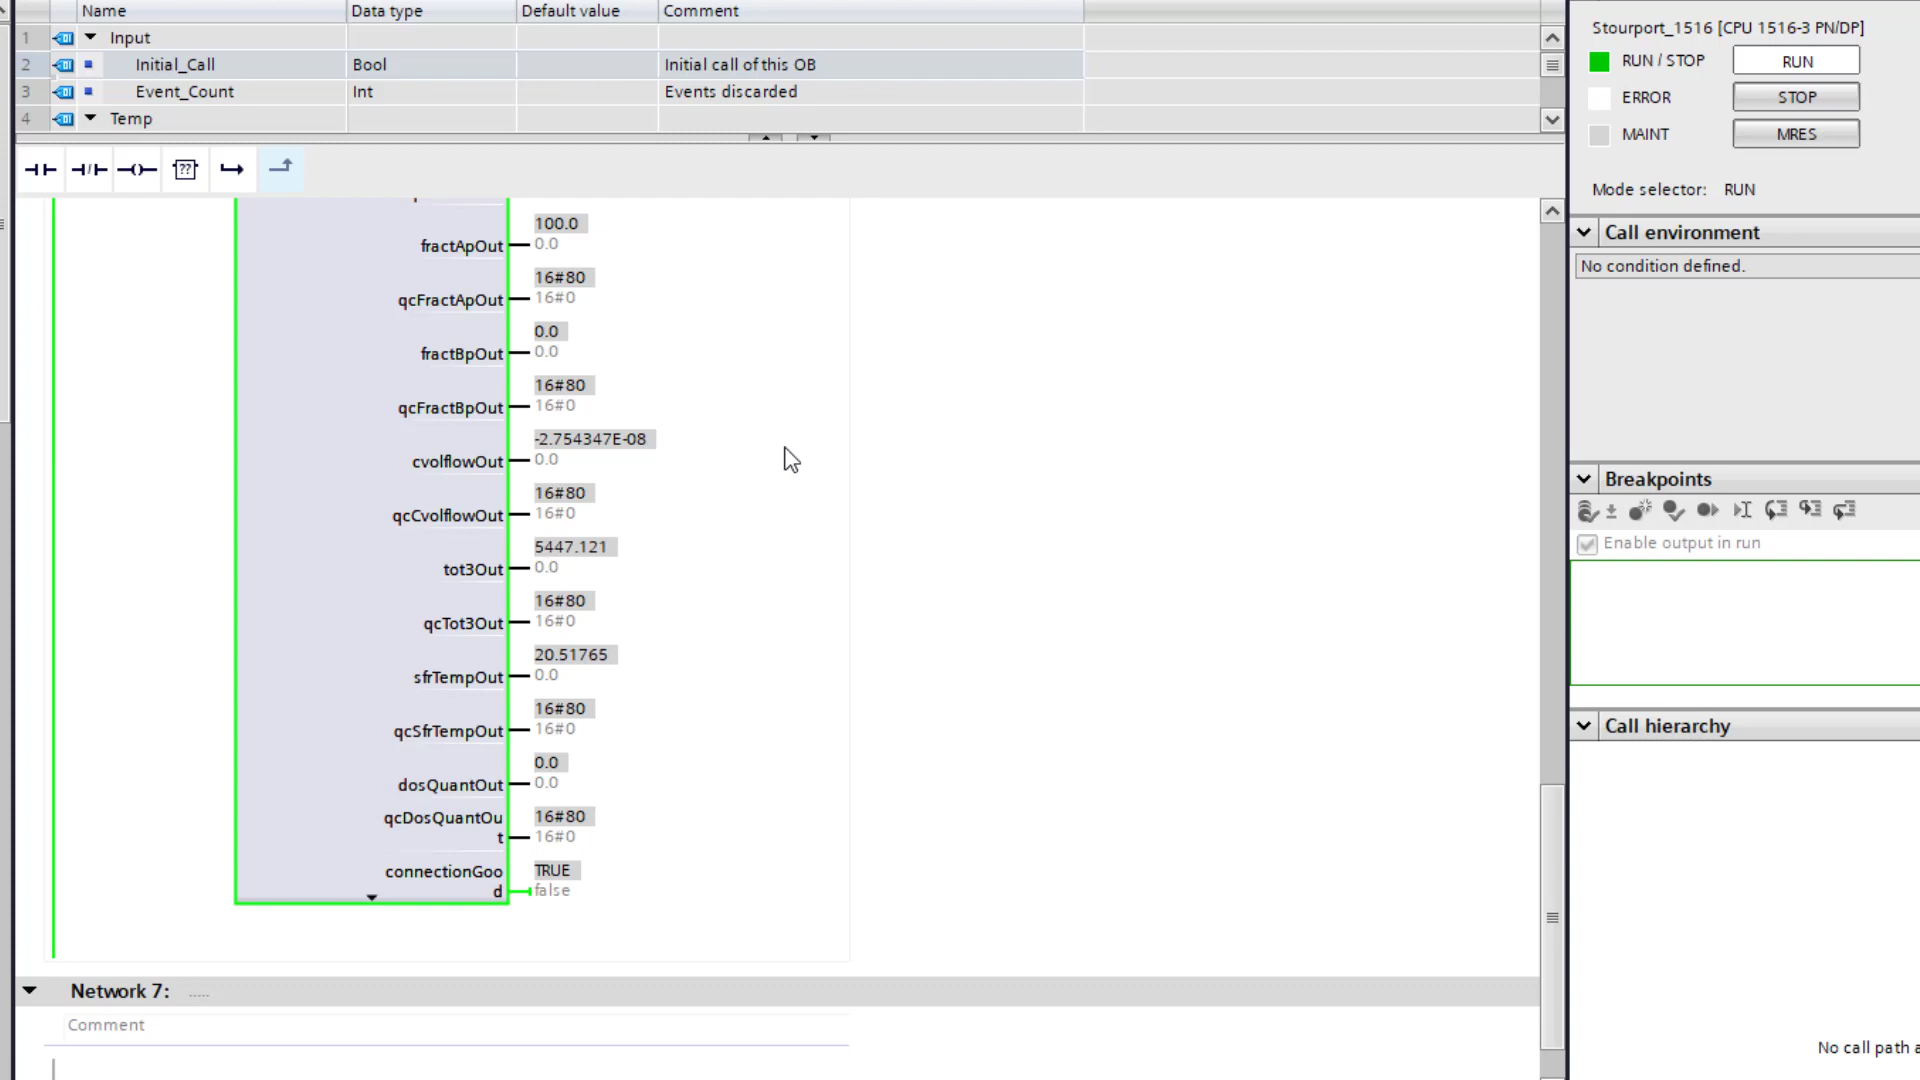 Name Data type Default value Comment
1 Input
2 Initial_Call Bool Initial call of this OB
3 Event_Count Int Events discarded
4 Temp
??
100.0
fractApOut 0.0
16#80
qcFractApOut 16#0
0.0
fractBpOut 0.0
16#80
qcFractBpOut 16#0
-2.754347E-08
cvolflowOut 0.0
16#80
qcCvolflowOut 16#0
5447.121
tot3Out 0.0
16#80
qcTot3Out 16#0
20.51765
sfrTempOut 0.0
16#80
qcSfrTempOut 16#0
0.0
dosQuantOut 0.0
qcDosQuantOu 16#80
t 16#0
connectionGoo TRUE
d false
Network 7: .....
Comment
Stourport_1516 [CPU 1516-3 PN/DP]
RUN / STOP RUN
ERROR STOP
MAINT MRES
Mode selector: RUN
Call environment
No condition defined.
Breakpoints
Enable output in run
Call hierarchy
No call path a